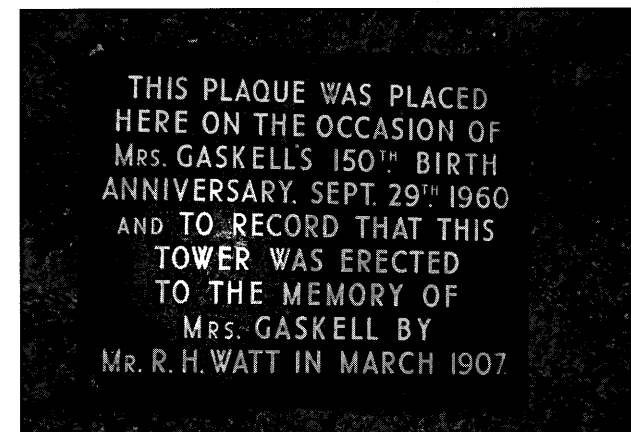 THIS PLAQUE WAS PLACED
HERE ON THE OCCASION OF
MRS. GASKELL'S 150TH. BIRTH
ANNIVERSARY. SEPT. 29TH. 1960
AND TO RECORD THAT THIS
TOWER WAS ERECTED
TO THE MEMORY OF
MRS. GASKELL BY
MR. R. H. WATT IN MARCH 1907.